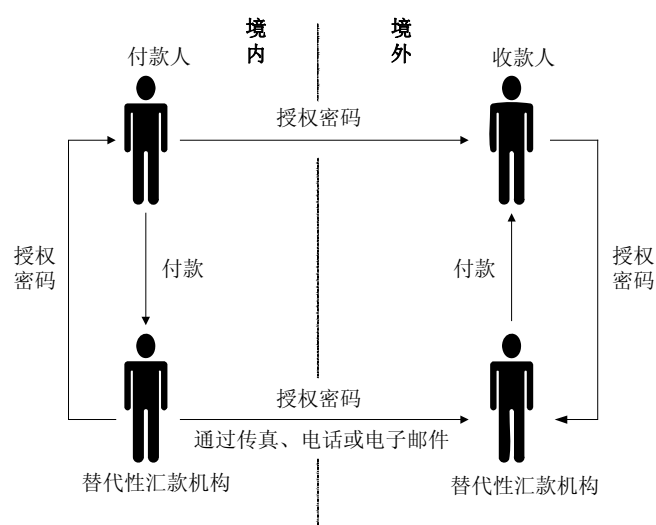 境内
境外
付款人
收款人
授权密码
授权
密码
付款
付款
授权
密码
授权密码
通过传真、电话或电子邮件
替代性汇款机构
替代性汇款机构